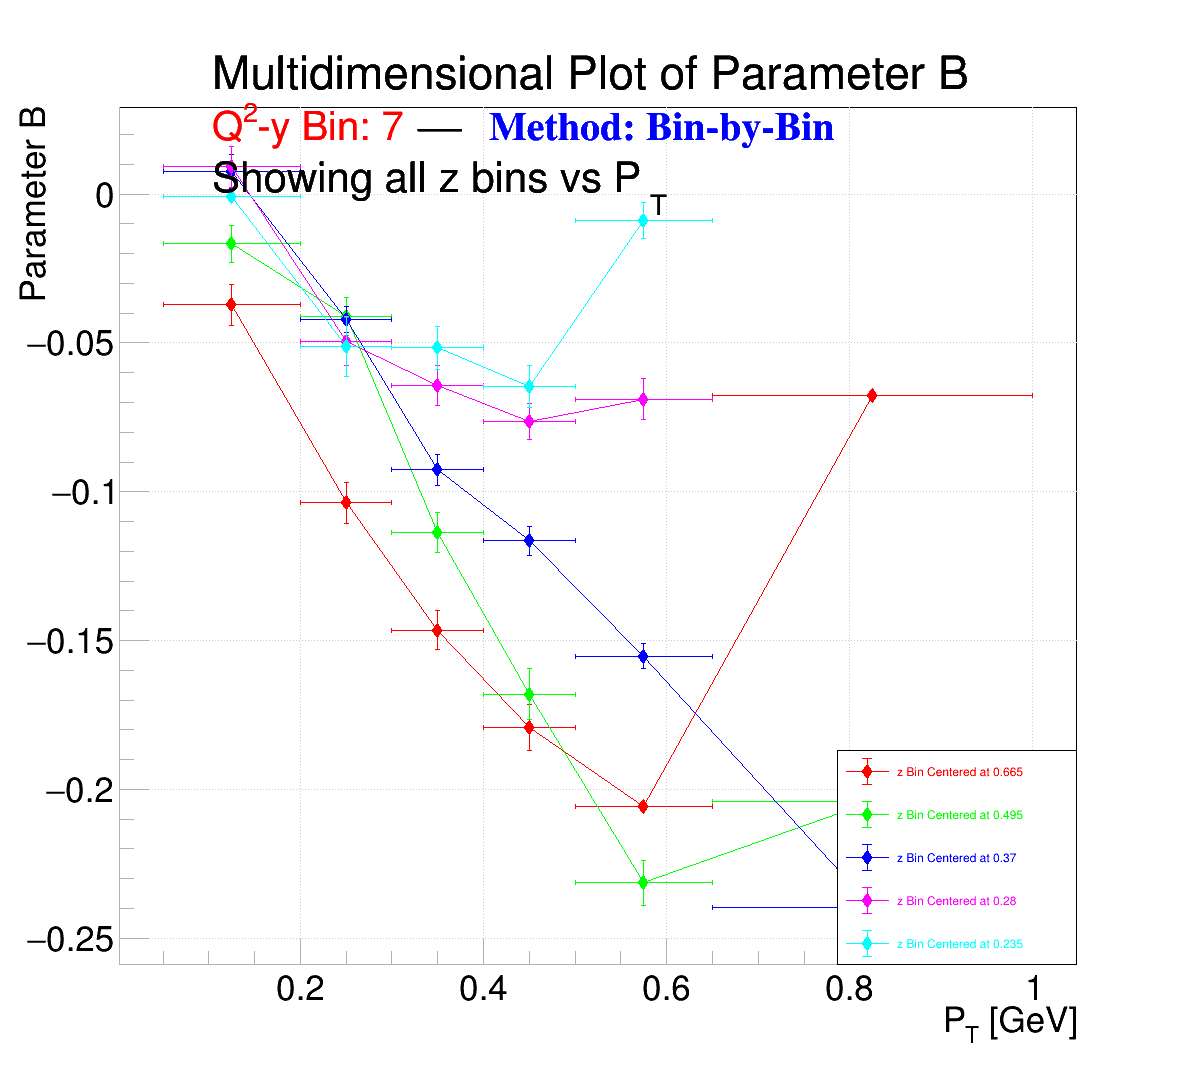 Multidimensional Plot of Parameter B
Q²-y Bin: 7 — Method: Bin-by-Bin
Showing all z bins vs P_T
Parameter B
0
−0.05
−0.1
−0.15
−0.2
−0.25
z Bin Centered at 0.665
z Bin Centered at 0.495
z Bin Centered at 0.37
z Bin Centered at 0.28
z Bin Centered at 0.235
0.2 0.4 0.6 0.8 1
P_T [GeV]